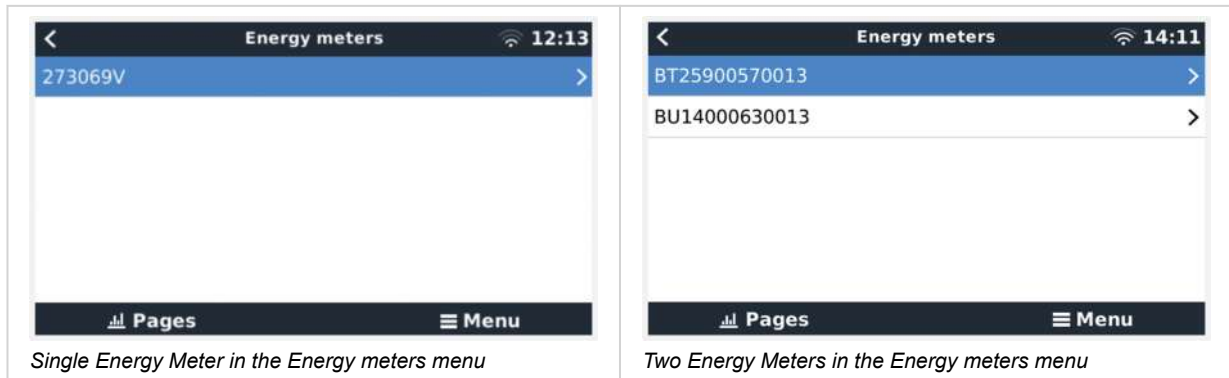 Energy meters 12:13
273069V
Pages Menu
Single Energy Meter in the Energy meters menu
Energy meters 14:11
BT25900570013
BU14000630013
Pages Menu
Two Energy Meters in the Energy meters menu